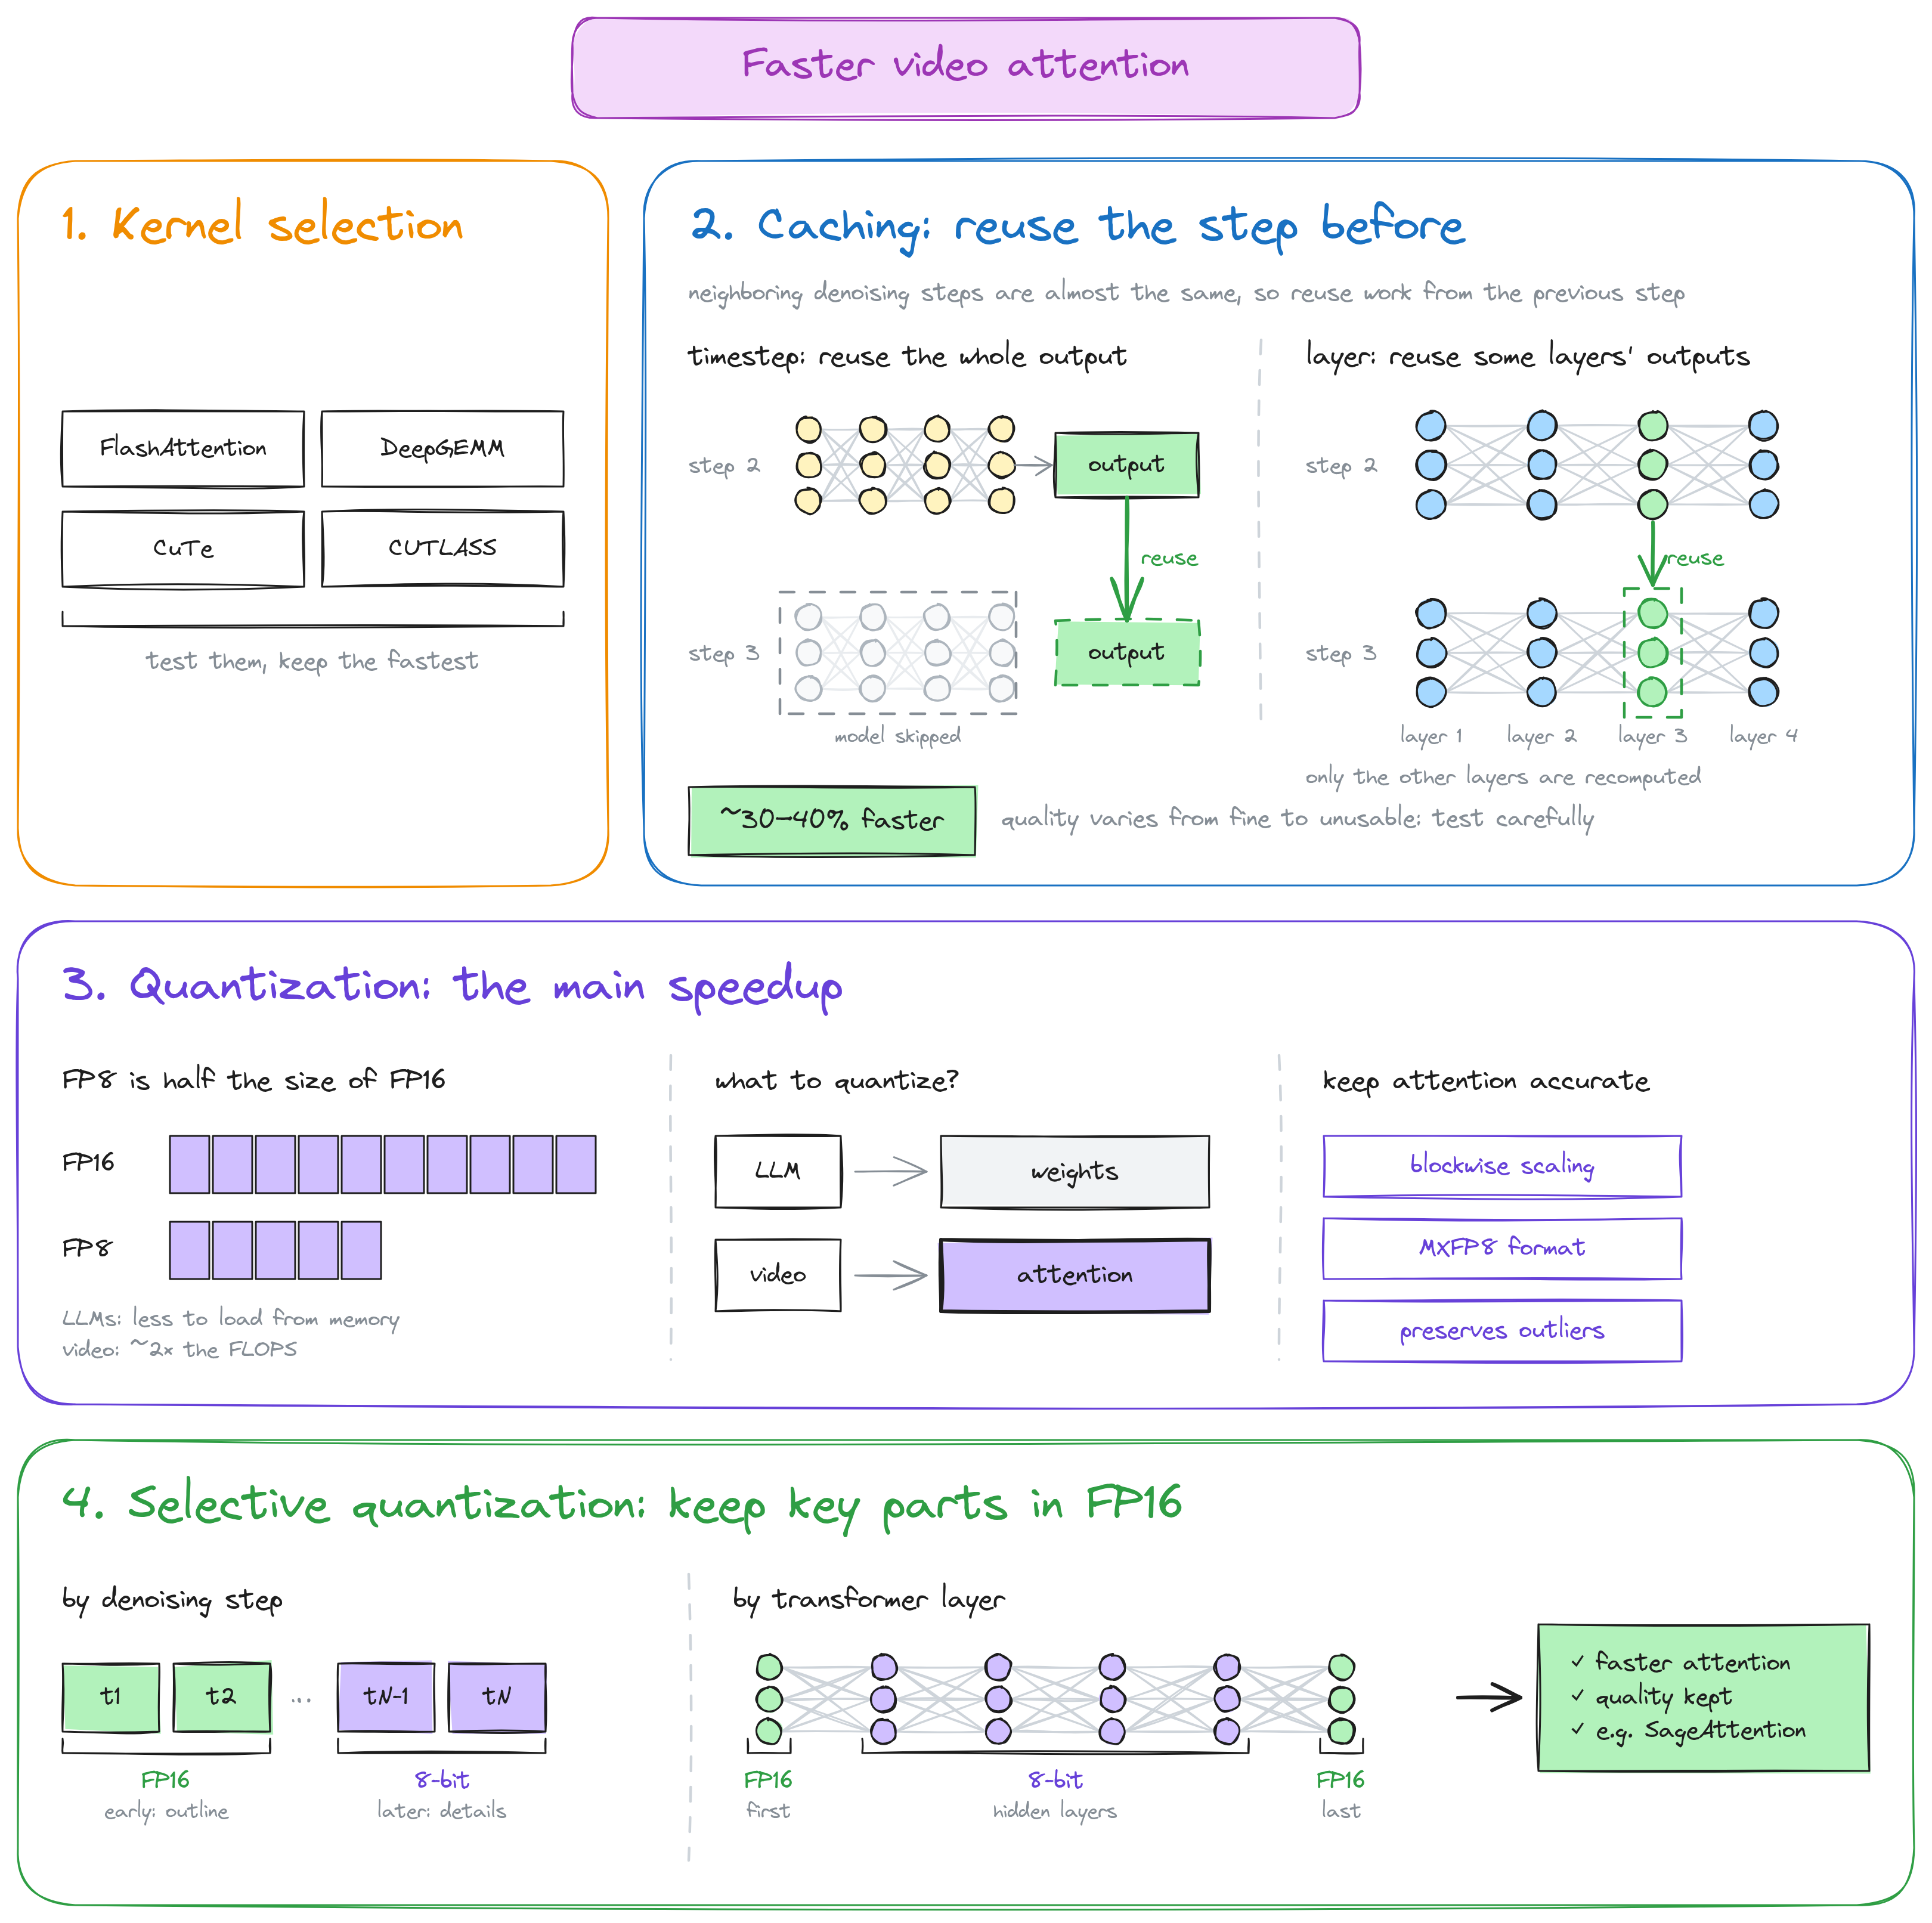 Faster video attention
1. Kernel selection
FlashAttention
DeepGEMM
CuTe
CUTLASS
test them, keep the fastest
2. Caching: reuse the step before
neighboring denoising steps are almost the same, so reuse work from the previous step
timestep: reuse the whole output
step 2
output
reuse
step 3
output
model skipped
layer: reuse some layers' outputs
step 2
reuse
step 3
layer 1
layer 2
layer 3
layer 4
only the other layers are recomputed
~30–40% faster
quality varies from fine to unusable: test carefully
3. Quantization: the main speedup
FP8 is half the size of FP16
FP16
FP8
LLMs: less to load from memory
video: ~2x the FLOPS
what to quantize?
LLM
weights
video
attention
keep attention accurate
blockwise scaling
MXFP8 format
preserves outliers
4. Selective quantization: keep key parts in FP16
by denoising step
t1
t2
...
tN-1
tN
FP16
8-bit
early: outline
later: details
by transformer layer
FP16
8-bit
FP16
first
hidden layers
last
✓ faster attention
✓ quality kept
✓ e.g. SageAttention